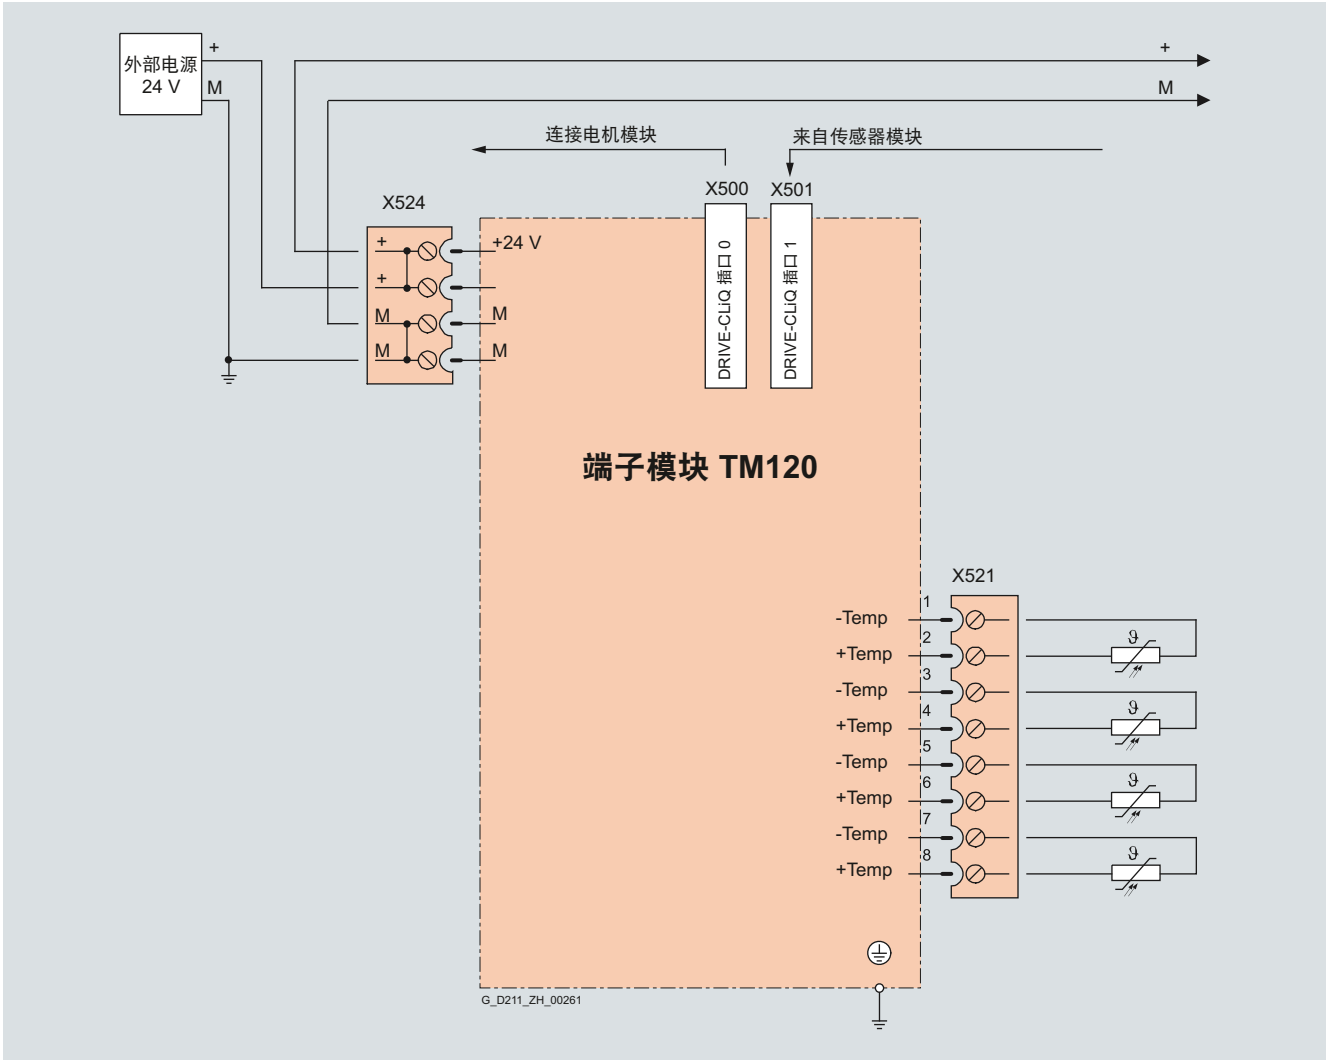 外部电源
24 V
+
M
+
M
连接电机模块
来自传感器模块
X500
X501
X524
+
+
M
M
+24 V
M
M
DRIVE-CLiQ 插口 0
DRIVE-CLiQ 插口 1
端子模块 TM120
X521
-Temp 1
+Temp 2
-Temp 3
+Temp 4
-Temp 5
+Temp 6
-Temp 7
+Temp 8
ϑ
ϑ
ϑ
ϑ
G_D211_ZH_00261